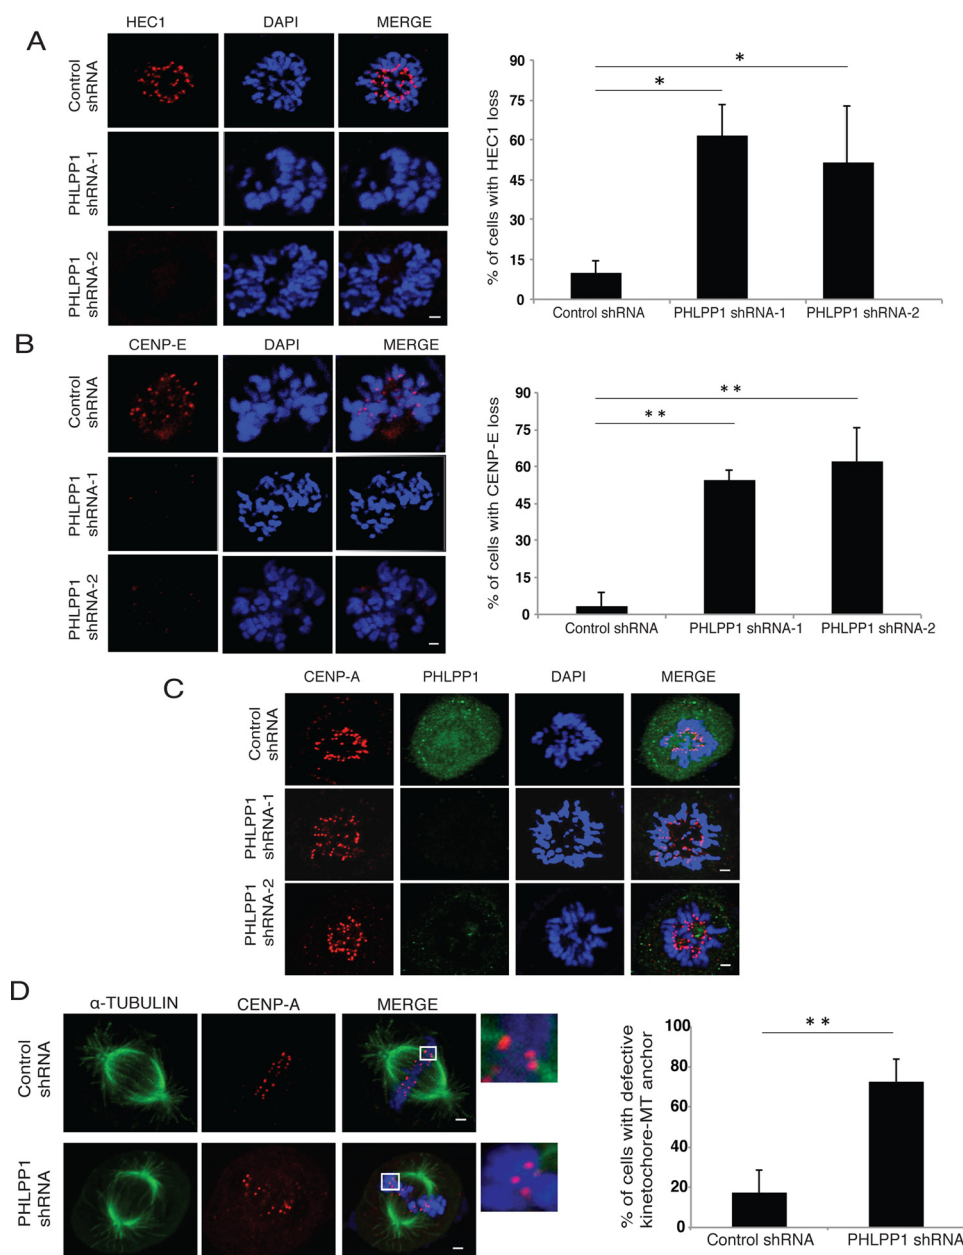 A
HEC1 DAPI MERGE
Control shRNA
PHLPP1 shRNA-1
PHLPP1 shRNA-2
% of cells with HEC1 loss
90
75
60
45
30
15
0
* *
Control shRNA PHLPP1 shRNA-1 PHLPP1 shRNA-2
B
CENP-E DAPI MERGE
Control shRNA
PHLPP1 shRNA-1
PHLPP1 shRNA-2
% of cells with CENP-E loss
90
75
60
45
30
15
0
** **
Control shRNA PHLPP1 shRNA-1 PHLPP1 shRNA-2
C
CENP-A PHLPP1 DAPI MERGE
Control shRNA
PHLPP1 shRNA-1
PHLPP1 shRNA-2
D
α-TUBULIN CENP-A MERGE
Control shRNA
PHLPP1 shRNA
% of cells with defective
kinetochore-MT anchor
100
80
60
40
20
0
**
Control shRNA PHLPP1 shRNA